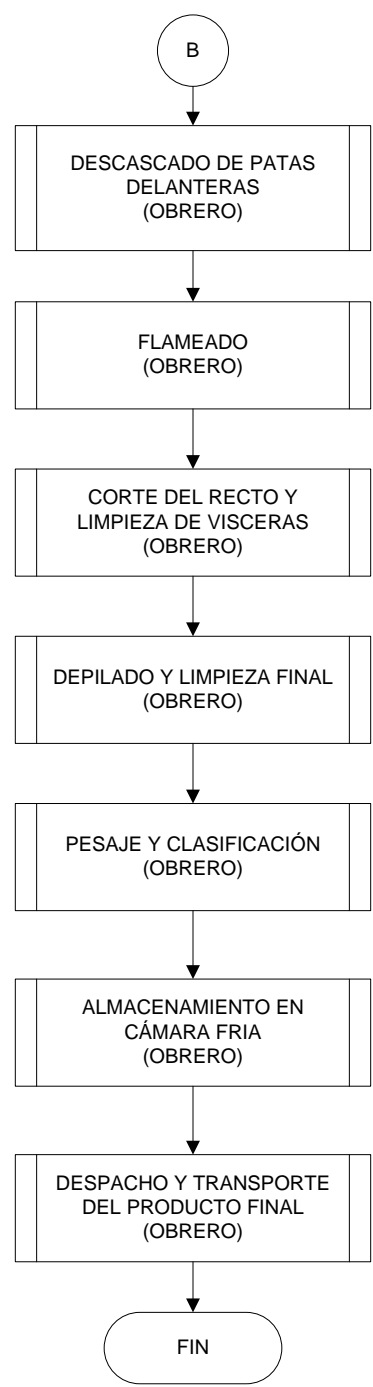 B
DESCASCADO DE PATAS
DELANTERAS
(OBRERO)
FLAMEADO
(OBRERO)
CORTE DEL RECTO Y
LIMPIEZA DE VISCERAS
(OBRERO)
DEPILADO Y LIMPIEZA FINAL
(OBRERO)
PESAJE Y CLASIFICACIÓN
(OBRERO)
ALMACENAMIENTO EN
CÁMARA FRIA
(OBRERO)
DESPACHO Y TRANSPORTE
DEL PRODUCTO FINAL
(OBRERO)
FIN